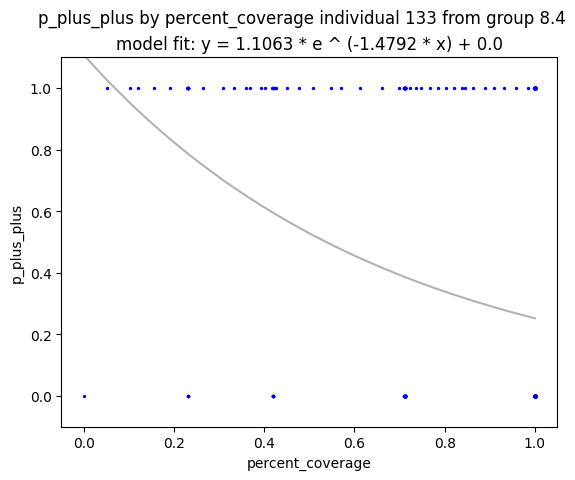 p_plus_plus by percent_coverage individual 133 from group 8.4
model fit: y = 1.1063 * e ^ (-1.4792 * x) + 0.0
1.0
0.8
0.6
0.4
0.2
0.0
p_plus_plus
0.0 0.2 0.4 0.6 0.8 1.0
percent_coverage